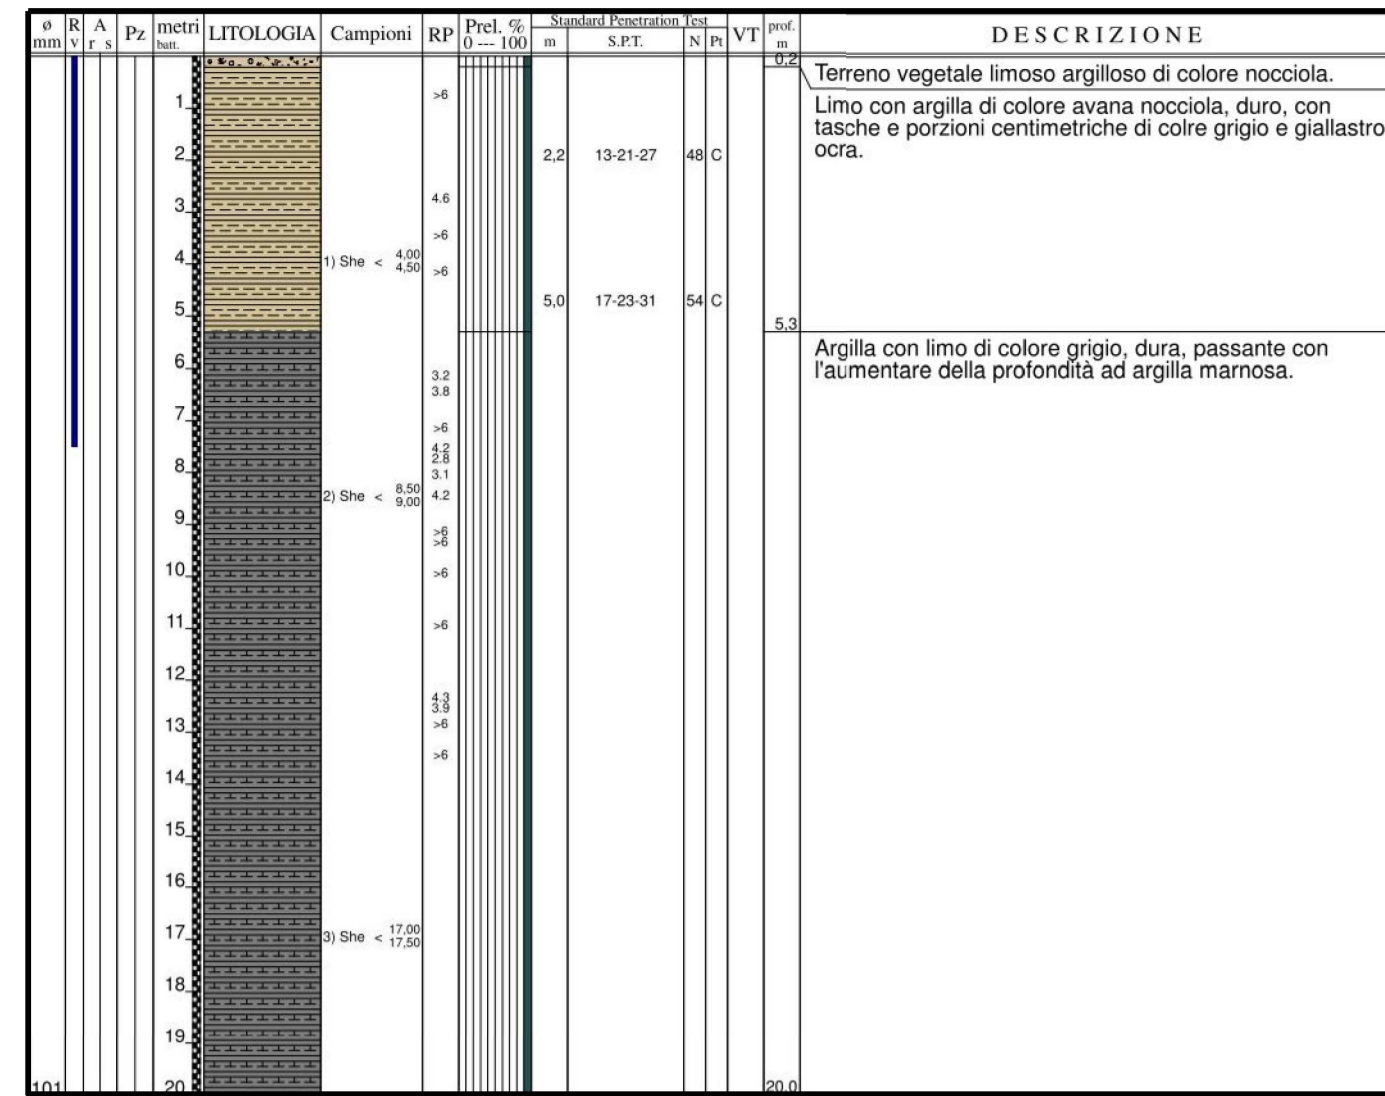 ø mm R v A r s Pz metri batt. LITOLOGIA Campioni RP Prel. % 0 --- 100 Standard Penetration Test m S.P.T. N Pt VT prof. m DESCRIZIONE
0,2
Terreno vegetale limoso argilloso di colore nocciola.
>6
1
Limo con argilla di colore avana nocciola, duro, con
tasche e porzioni centimetriche di colre grigio e giallastro
ocra.
2 2,2 13-21-27 48 C
4.6
3
>6
4 1) She < 4,00 4,50 >6
5,0 17-23-31 54 C
5
5,3
Argilla con limo di colore grigio, dura, passante con
l'aumentare della profondità ad argilla marnosa.
6
3.2
3.8
7
>6
4.2
2.8
8
3.1
2) She < 8,50 9,00 4.2
9
>6
>6
10
>6
11
>6
12
4.3
3.9
13
>6
>6
14
15
16
17 3) She < 17,00 17,50
18
19
101 20 20,0